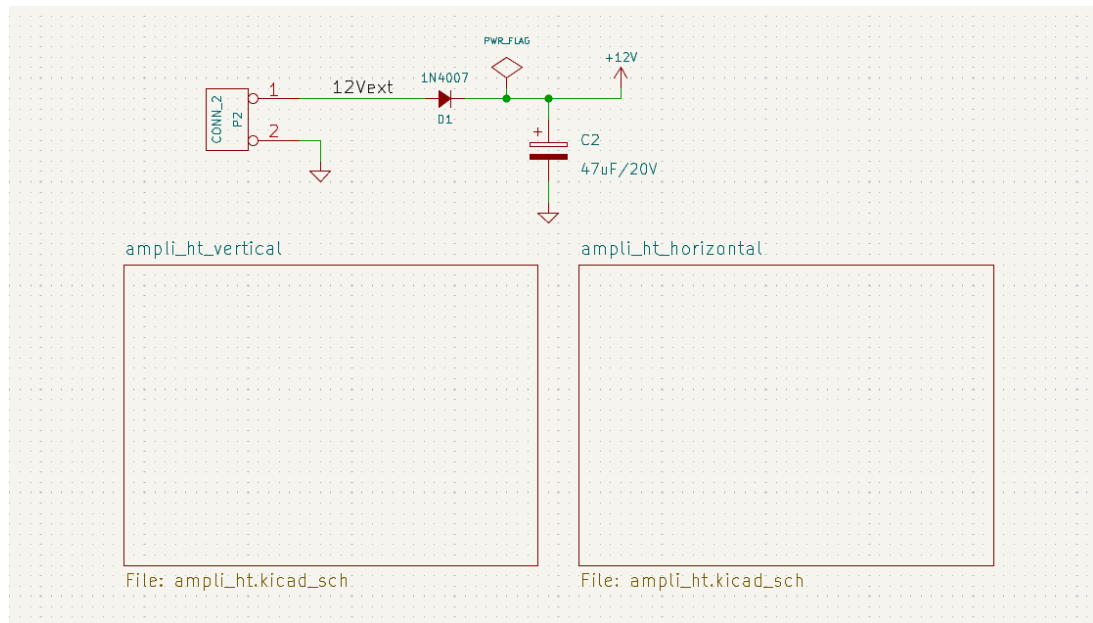 PWR_FLAG
+12V
1N4007
12Vext
1
CONN_2
P2
D1
2
+
C2
47uF/20V
ampli_ht_vertical
ampli_ht_horizontal
File: ampli_ht.kicad_sch
File: ampli_ht.kicad_sch